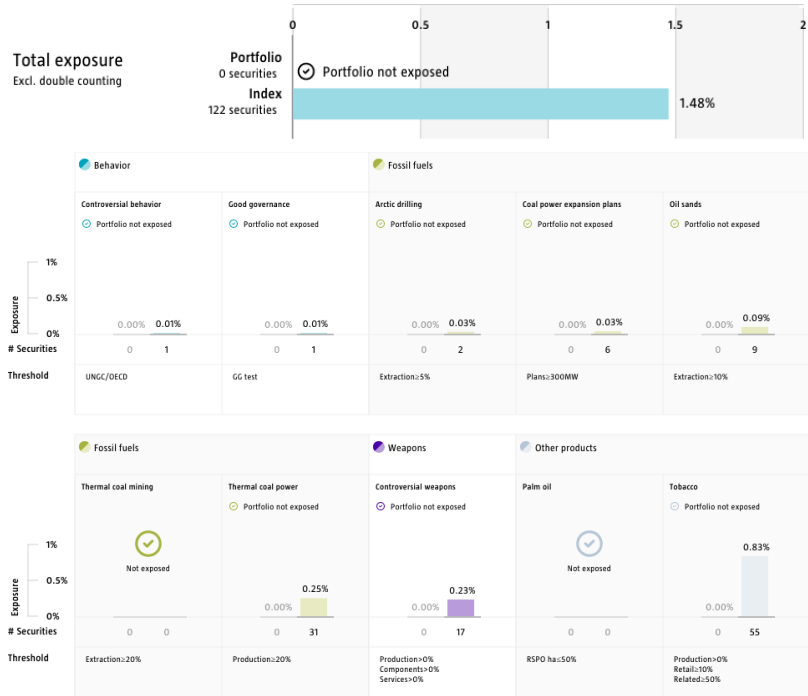 0 0.5 1 1.5 2
Total exposure
Excl. double counting
Portfolio
0 securities
Portfolio not exposed
Index
122 securities
1.48%
Behavior
Fossil fuels
Controversial behavior
Good governance
Arctic drilling
Coal power expansion plans
Oil sands
Portfolio not exposed
Portfolio not exposed
Portfolio not exposed
Portfolio not exposed
Portfolio not exposed
Exposure
1%
0.5%
0%
0.00% 0.01%
0.00% 0.01%
0.00% 0.03%
0.00% 0.03%
0.00% 0.09%
# Securities
0 1
0 1
0 2
0 6
0 9
Threshold
UNGC/OECD
GG test
Extraction≥5%
Plans≥300MW
Extraction≥10%
Fossil fuels
Weapons
Other products
Thermal coal mining
Thermal coal power
Controversial weapons
Palm oil
Tobacco
Portfolio not exposed
Portfolio not exposed
Portfolio not exposed
Exposure
1%
0.5%
0%
Not exposed
0.00% 0.25%
0.00% 0.23%
Not exposed
0.00% 0.83%
# Securities
0 0
0 31
0 17
0 0
0 55
Threshold
Extraction≥20%
Production≥20%
Production>0%
Components>0%
Services>0%
RSPO ha≤50%
Production>0%
Retail≥10%
Related≥50%